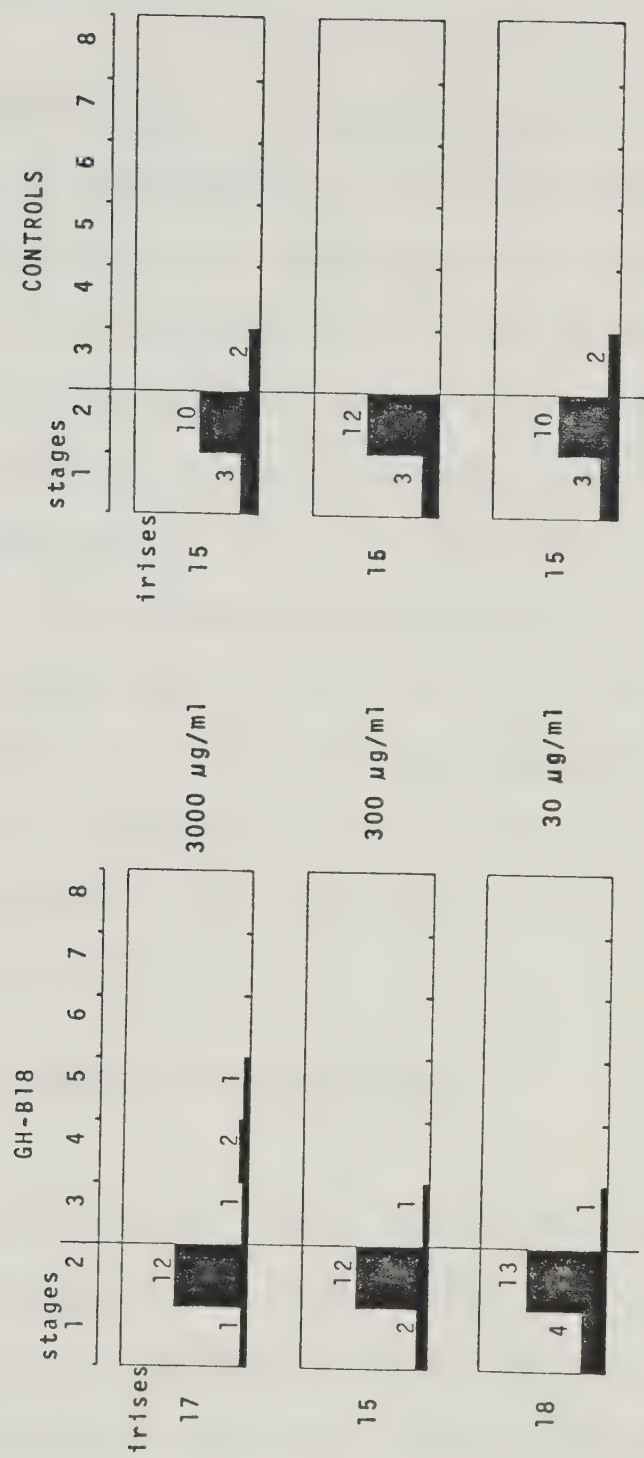 GH-B18
stages
1 2 3 4 5 6 7 8
irises
17
1 12 1 2 1
3000 µg/ml
15
2 12 1
300 µg/ml
18
4 13 1
30 µg/ml
CONTROLS
stages
1 2 3 4 5 6 7 8
irises
15
3 10 2
15
3 12
15
3 10 2